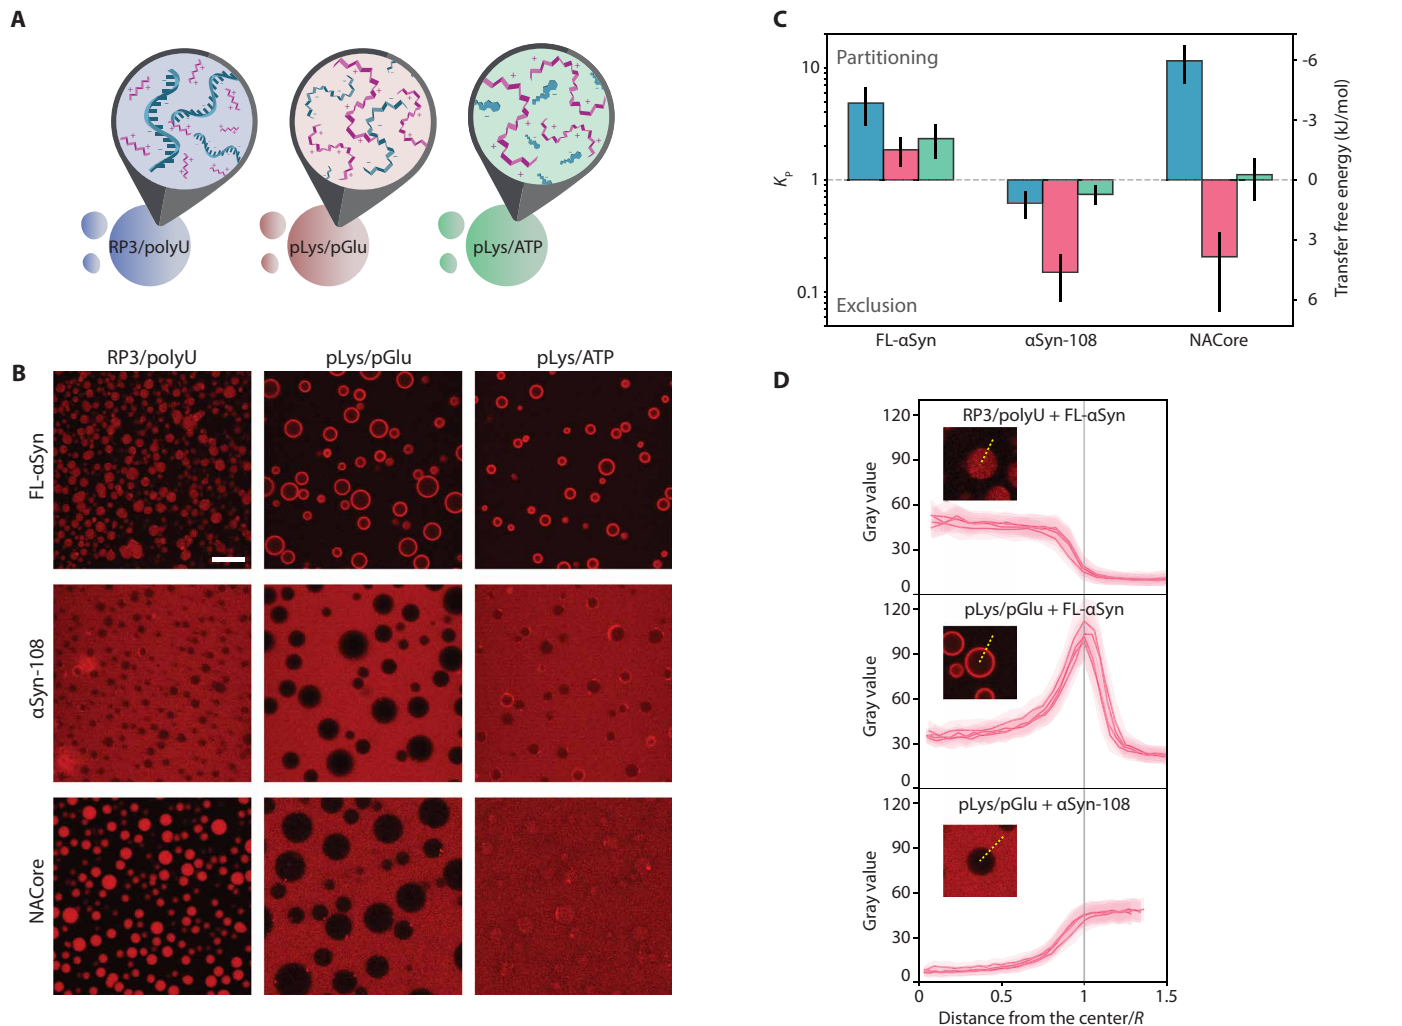 A
RP3/polyU
pLys/pGlu
pLys/ATP
B
RP3/polyU
pLys/pGlu
pLys/ATP
FL-αSyn
αSyn-108
NACore
C
Partitioning
Exclusion
10
1
0.1
Kp
-6
-3
0
3
6
Transfer free energy (kJ/mol)
FL-αSyn
αSyn-108
NACore
D
RP3/polyU + FL-αSyn
120
90
60
30
0
Gray value
pLys/pGlu + FL-αSyn
120
90
60
30
0
Gray value
pLys/pGlu + αSyn-108
120
90
60
30
0
Gray value
0
0.5
1
1.5
Distance from the center/R